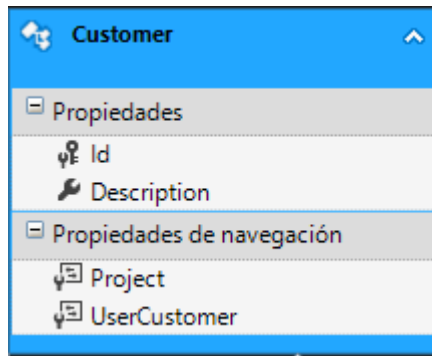 Customer
Propiedades
Id
Description
Propiedades de navegación
Project
UserCustomer